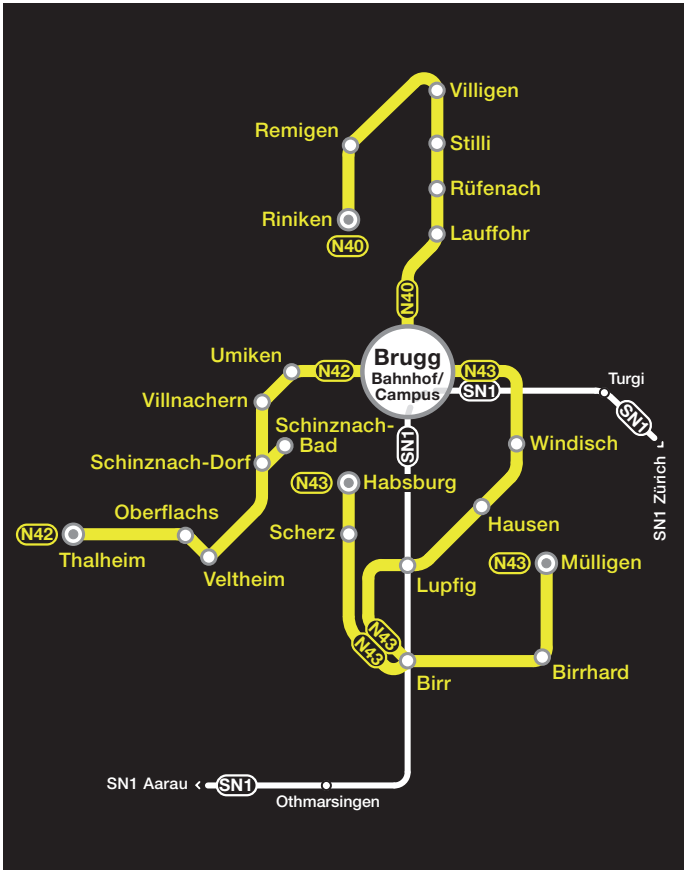 Villigen
Remigen
Stilli
Rüfenach
Riniken
Lauffohr
N40
N40
Umiken
N42
Brugg
Bahnhof/
Campus
N43
SN1
Turgi
SN1
Villnachern
Schinznach-
Bad
SN1
Windisch
Schinznach-Dorf
N43
Habsburg
SN1 Zürich
Oberflachs
Hausen
N42
Thalheim
Scherz
Veltheim
Lupfig
N43
Mülligen
N43
N43
Birr
Birrhard
SN1 Aarau
SN1
Othmarsingen